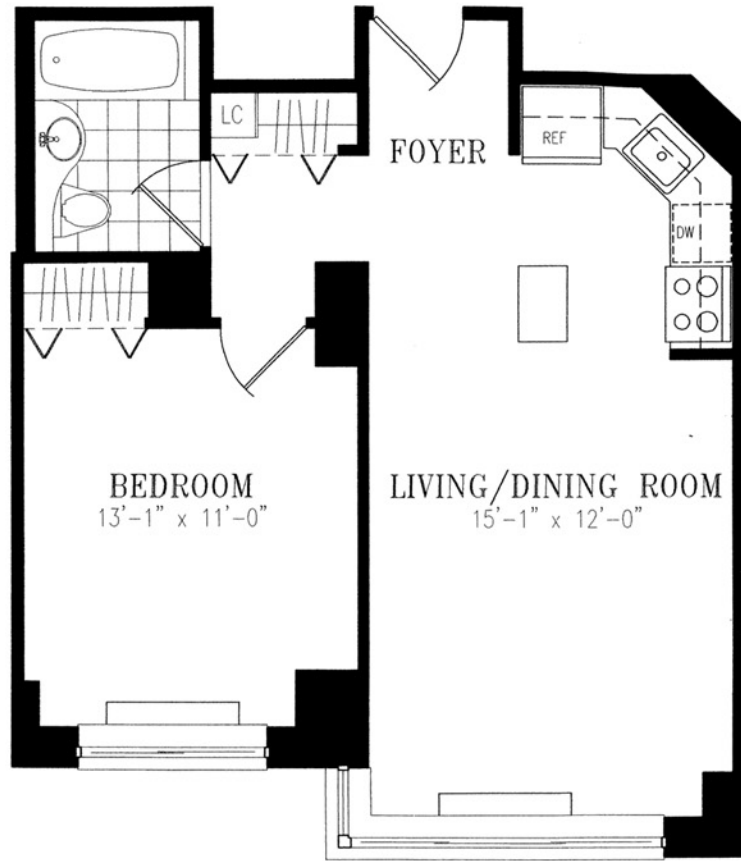 LC
FOYER
REF
DW
BEDROOM
13'-1" x 11'-0"
LIVING/DINING ROOM
15'-1" x 12'-0"